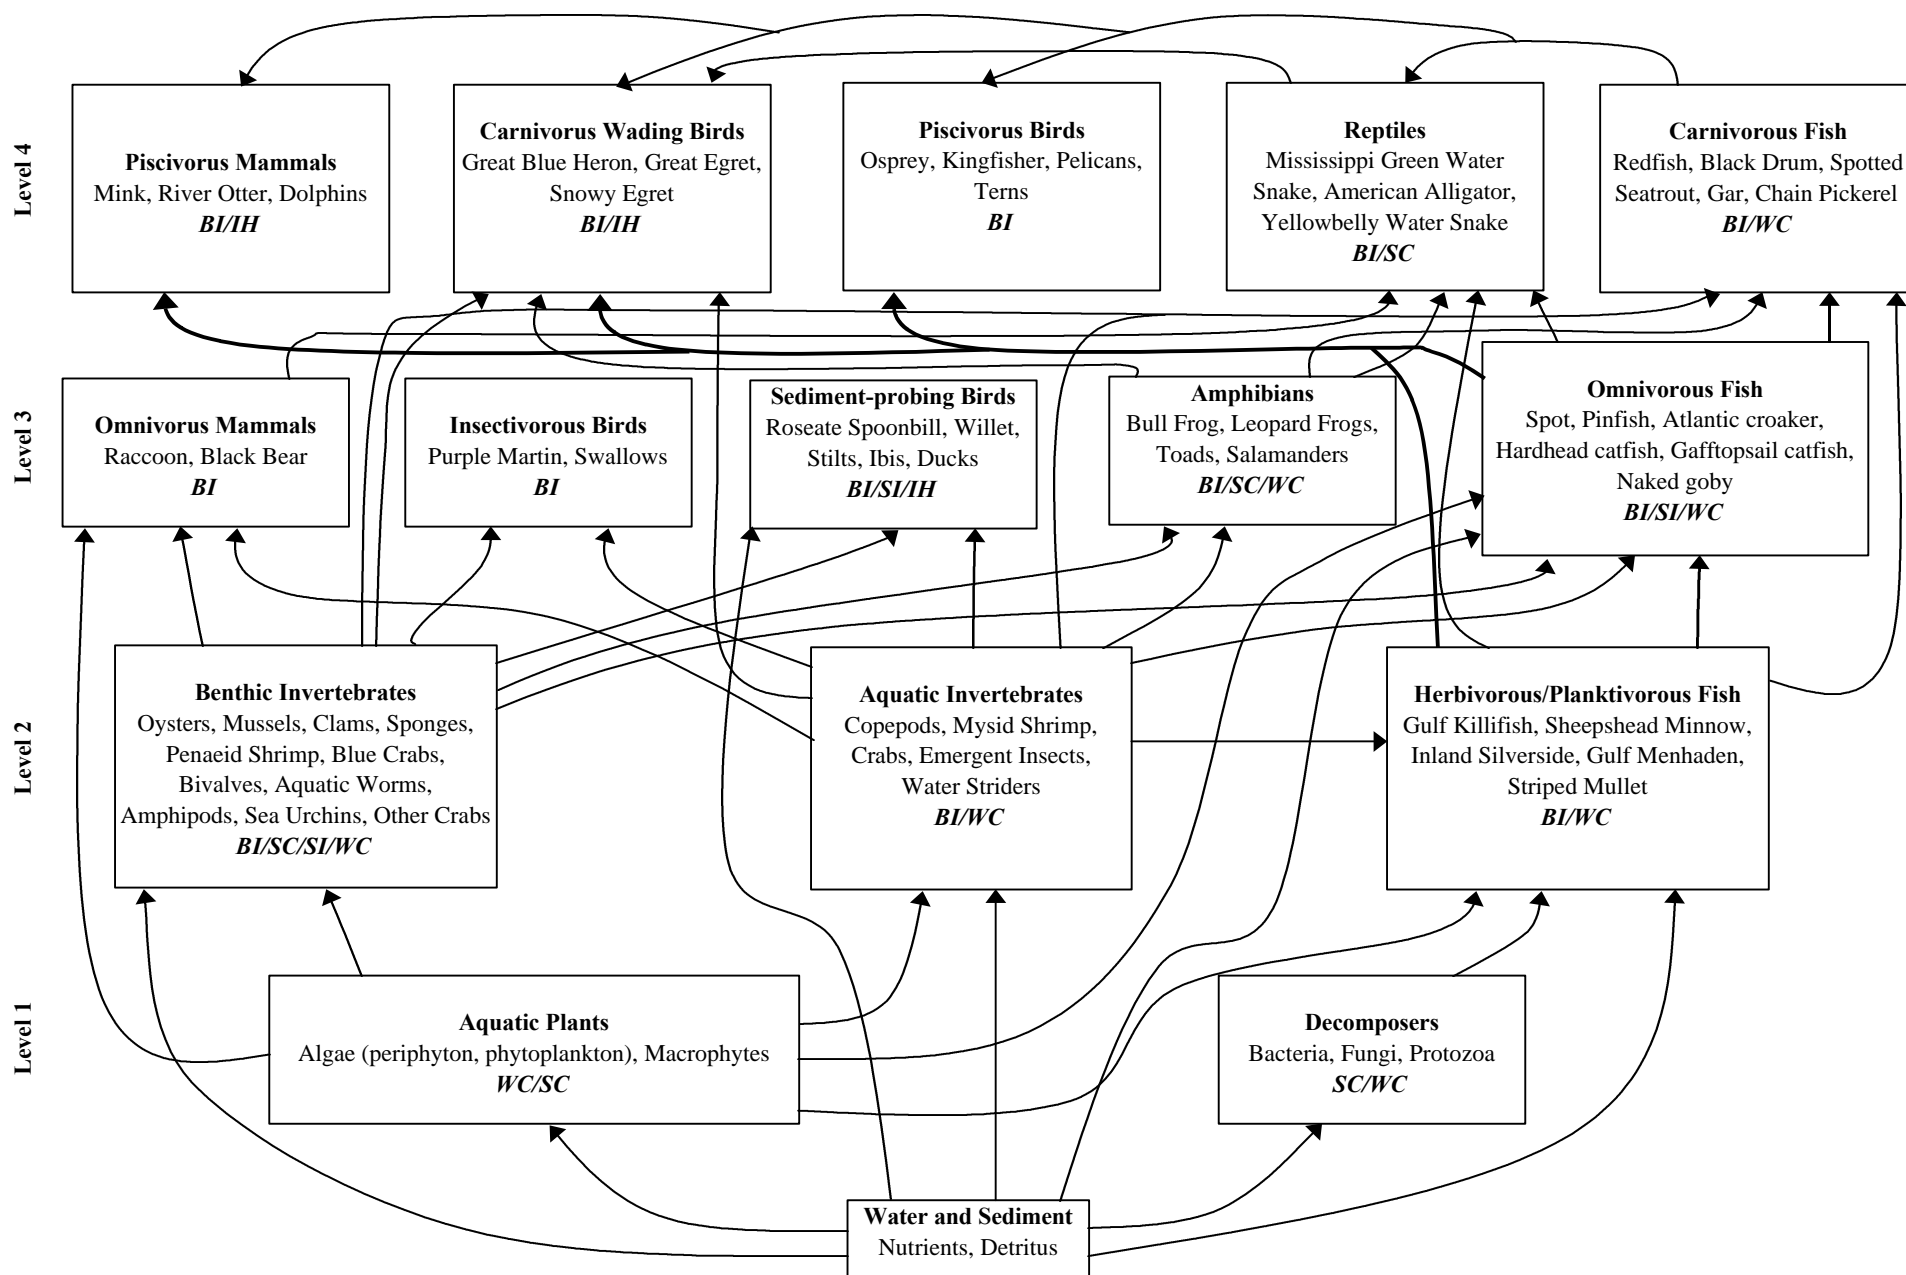 Level 4
Piscivorus Mammals
Mink, River Otter, Dolphins
BI/IH
Carnivorus Wading Birds
Great Blue Heron, Great Egret,
Snowy Egret
BI/IH
Piscivorus Birds
Osprey, Kingfisher, Pelicans,
Terns
BI
Reptiles
Mississippi Green Water
Snake, American Alligator,
Yellowbelly Water Snake
BI/SC
Carnivorous Fish
Redfish, Black Drum, Spotted
Seatrout, Gar, Chain Pickerel
BI/WC
Level 3
Omnivorus Mammals
Raccoon, Black Bear
BI
Insectivorous Birds
Purple Martin, Swallows
BI
Sediment-probing Birds
Roseate Spoonbill, Willet,
Stilts, Ibis, Ducks
BI/SI/IH
Amphibians
Bull Frog, Leopard Frogs,
Toads, Salamanders
BI/SC/WC
Omnivorous Fish
Spot, Pinfish, Atlantic croaker,
Hardhead catfish, Gafftopsail catfish,
Naked goby
BI/SI/WC
Level 2
Benthic Invertebrates
Oysters, Mussels, Clams, Sponges,
Penaeid Shrimp, Blue Crabs,
Bivalves, Aquatic Worms,
Amphipods, Sea Urchins, Other Crabs
BI/SC/SI/WC
Aquatic Invertebrates
Copepods, Mysid Shrimp,
Crabs, Emergent Insects,
Water Striders
BI/WC
Herbivorous/Planktivorous Fish
Gulf Killifish, Sheepshead Minnow,
Inland Silverside, Gulf Menhaden,
Striped Mullet
BI/WC
Level 1
Aquatic Plants
Algae (periphyton, phytoplankton), Macrophytes
WC/SC
Decomposers
Bacteria, Fungi, Protozoa
SC/WC
Water and Sediment
Nutrients, Detritus